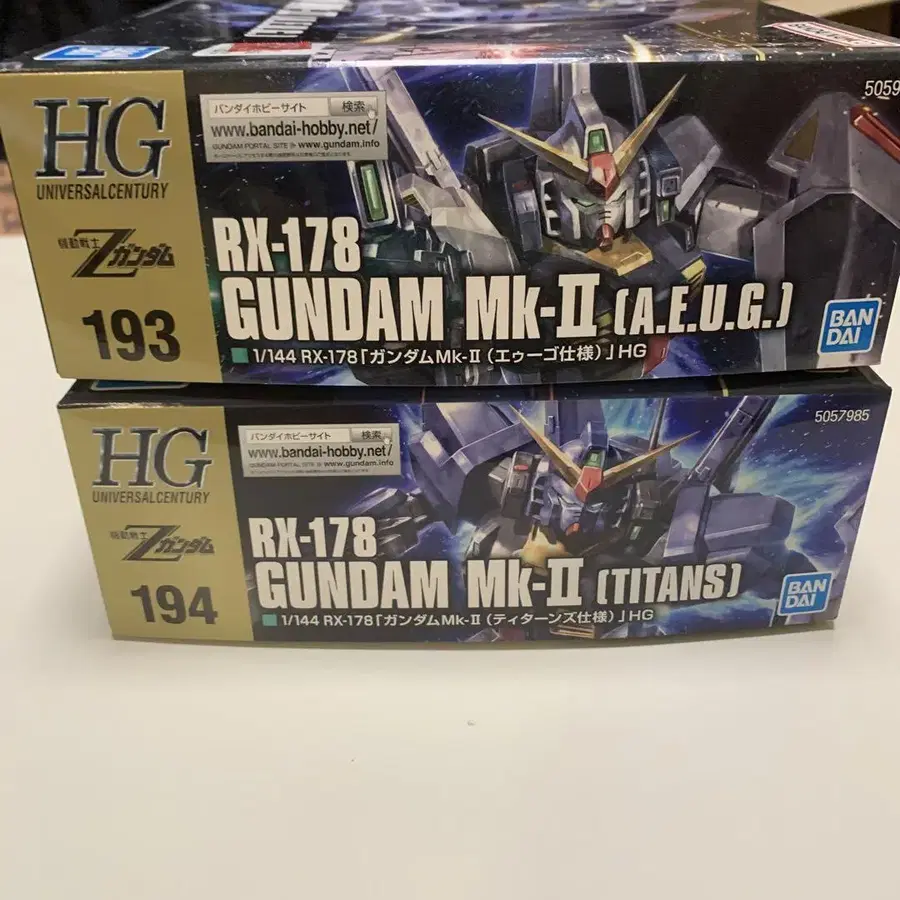 HG
UNIVERSALCENTURY
機動戦士
Zガンダム
193
バンダイホビーサイト 検索
www.bandai-hobby.net/
GUNDAM PORTAL SITE www.gundam.info
5059
RX-178
GUNDAM Mk-II (A.E.U.G.)
1/144 RX-178「ガンダムMk-II(エゥーゴ仕様)」HG
BAN
DAI
HG
UNIVERSALCENTURY
機動戦士
Zガンダム
194
バンダイホビーサイト 検索
www.bandai-hobby.net/
GUNDAM PORTAL SITE www.gundam.info
5057985
RX-178
GUNDAM Mk-II (TITANS)
1/144 RX-178「ガンダムMk-II(ティターンズ仕様)」HG
BAN
DAI